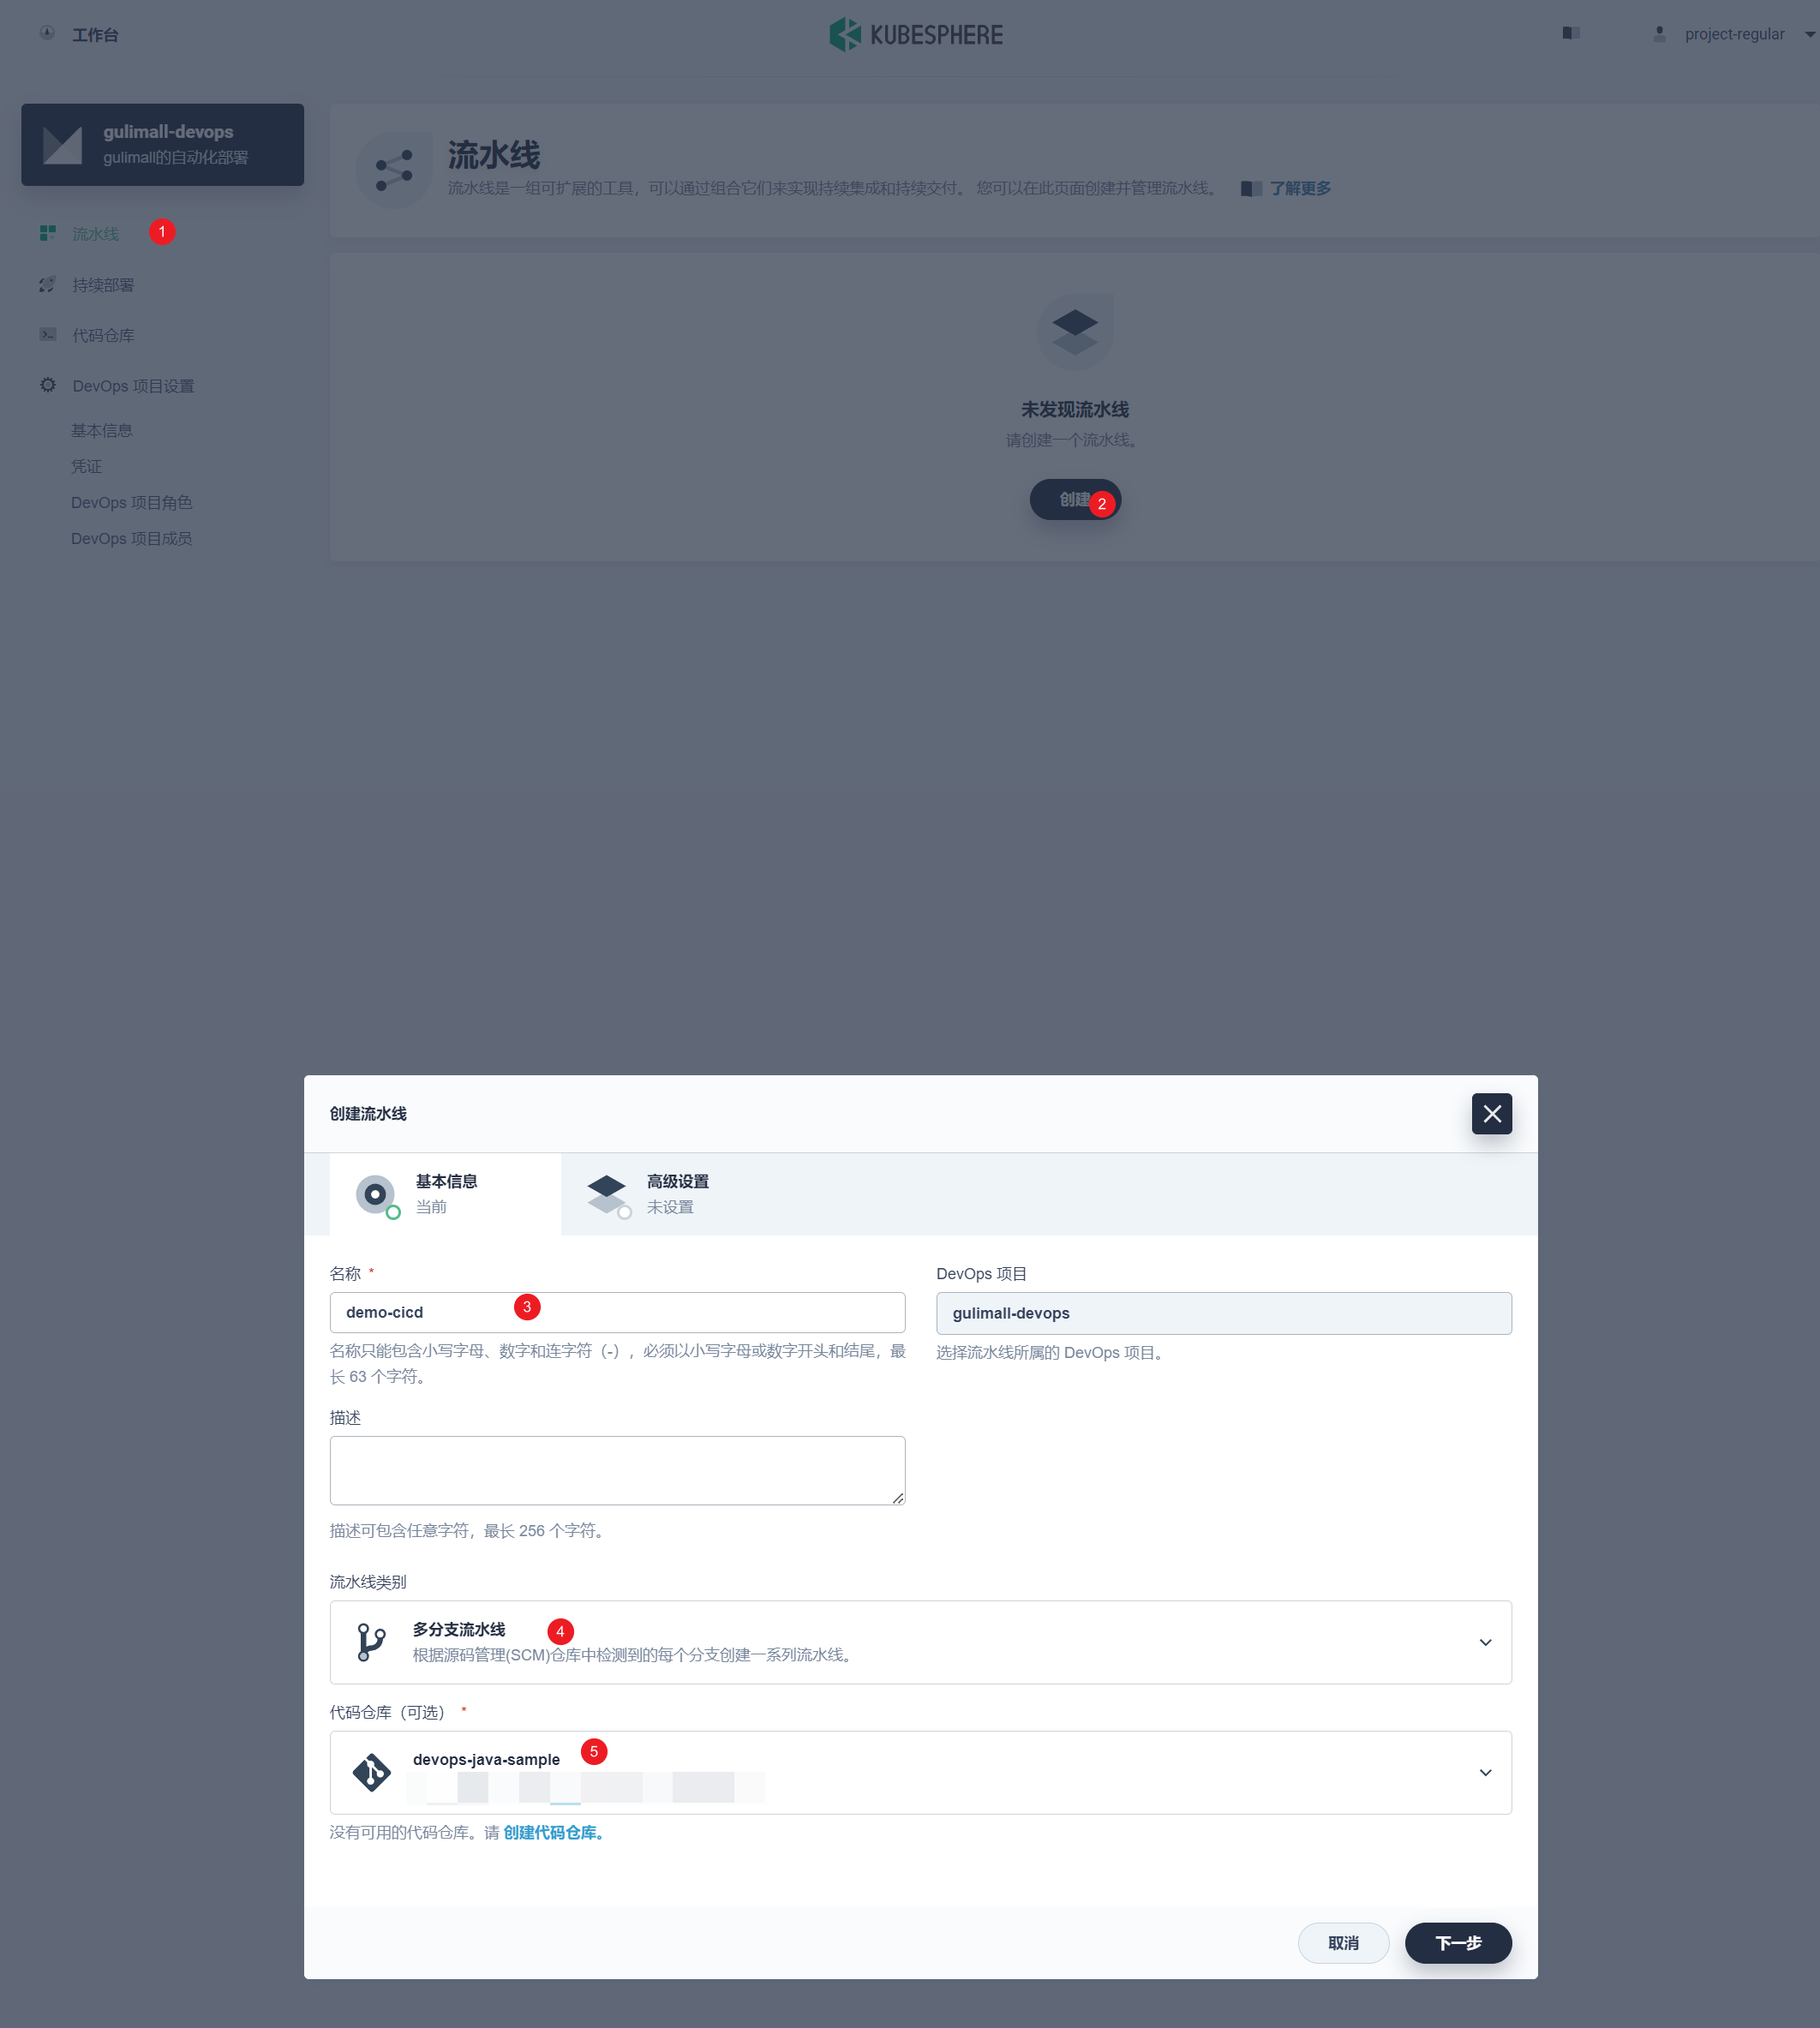 工作台
KUBESPHERE
project-regular
gulimall-devops
gulimall的自动化部署
流水线
1
持续部署
代码仓库
DevOps 项目设置
基本信息
凭证
DevOps 项目角色
DevOps 项目成员
流水线
流水线是一组可扩展的工具，可以通过组合它们来实现持续集成和持续交付。 您可以在此页面创建并管理流水线。 了解更多
未发现流水线
请创建一个流水线。
创建
2
创建流水线
基本信息
当前
高级设置
未设置
名称 *
demo-cicd
3
名称只能包含小写字母、数字和连字符（-），必须以小写字母或数字开头和结尾，最
长 63 个字符。
DevOps 项目
gulimall-devops
选择流水线所属的 DevOps 项目。
描述
描述可包含任意字符，最长 256 个字符。
流水线类别
多分支流水线
4
根据源码管理(SCM)仓库中检测到的每个分支创建一系列流水线。
代码仓库（可选） *
devops-java-sample
5
没有可用的代码仓库。请 创建代码仓库。
取消
下一步